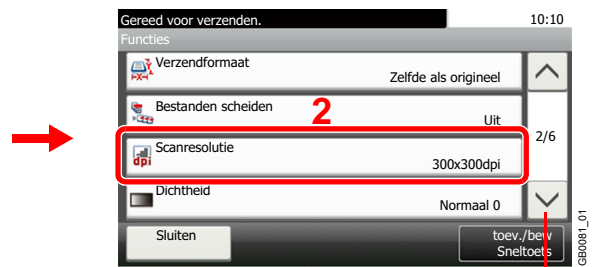 Gereed voor verzenden. 10:10
Functies
Verzendformaat
Zelfde als origineel
Bestanden scheiden
2
Uit
2/6
dpi
Scanresolutie
300x300dpi
Dichtheid
Normaal 0
Sluiten
toev./bew
Sneltoets
GB0081_01